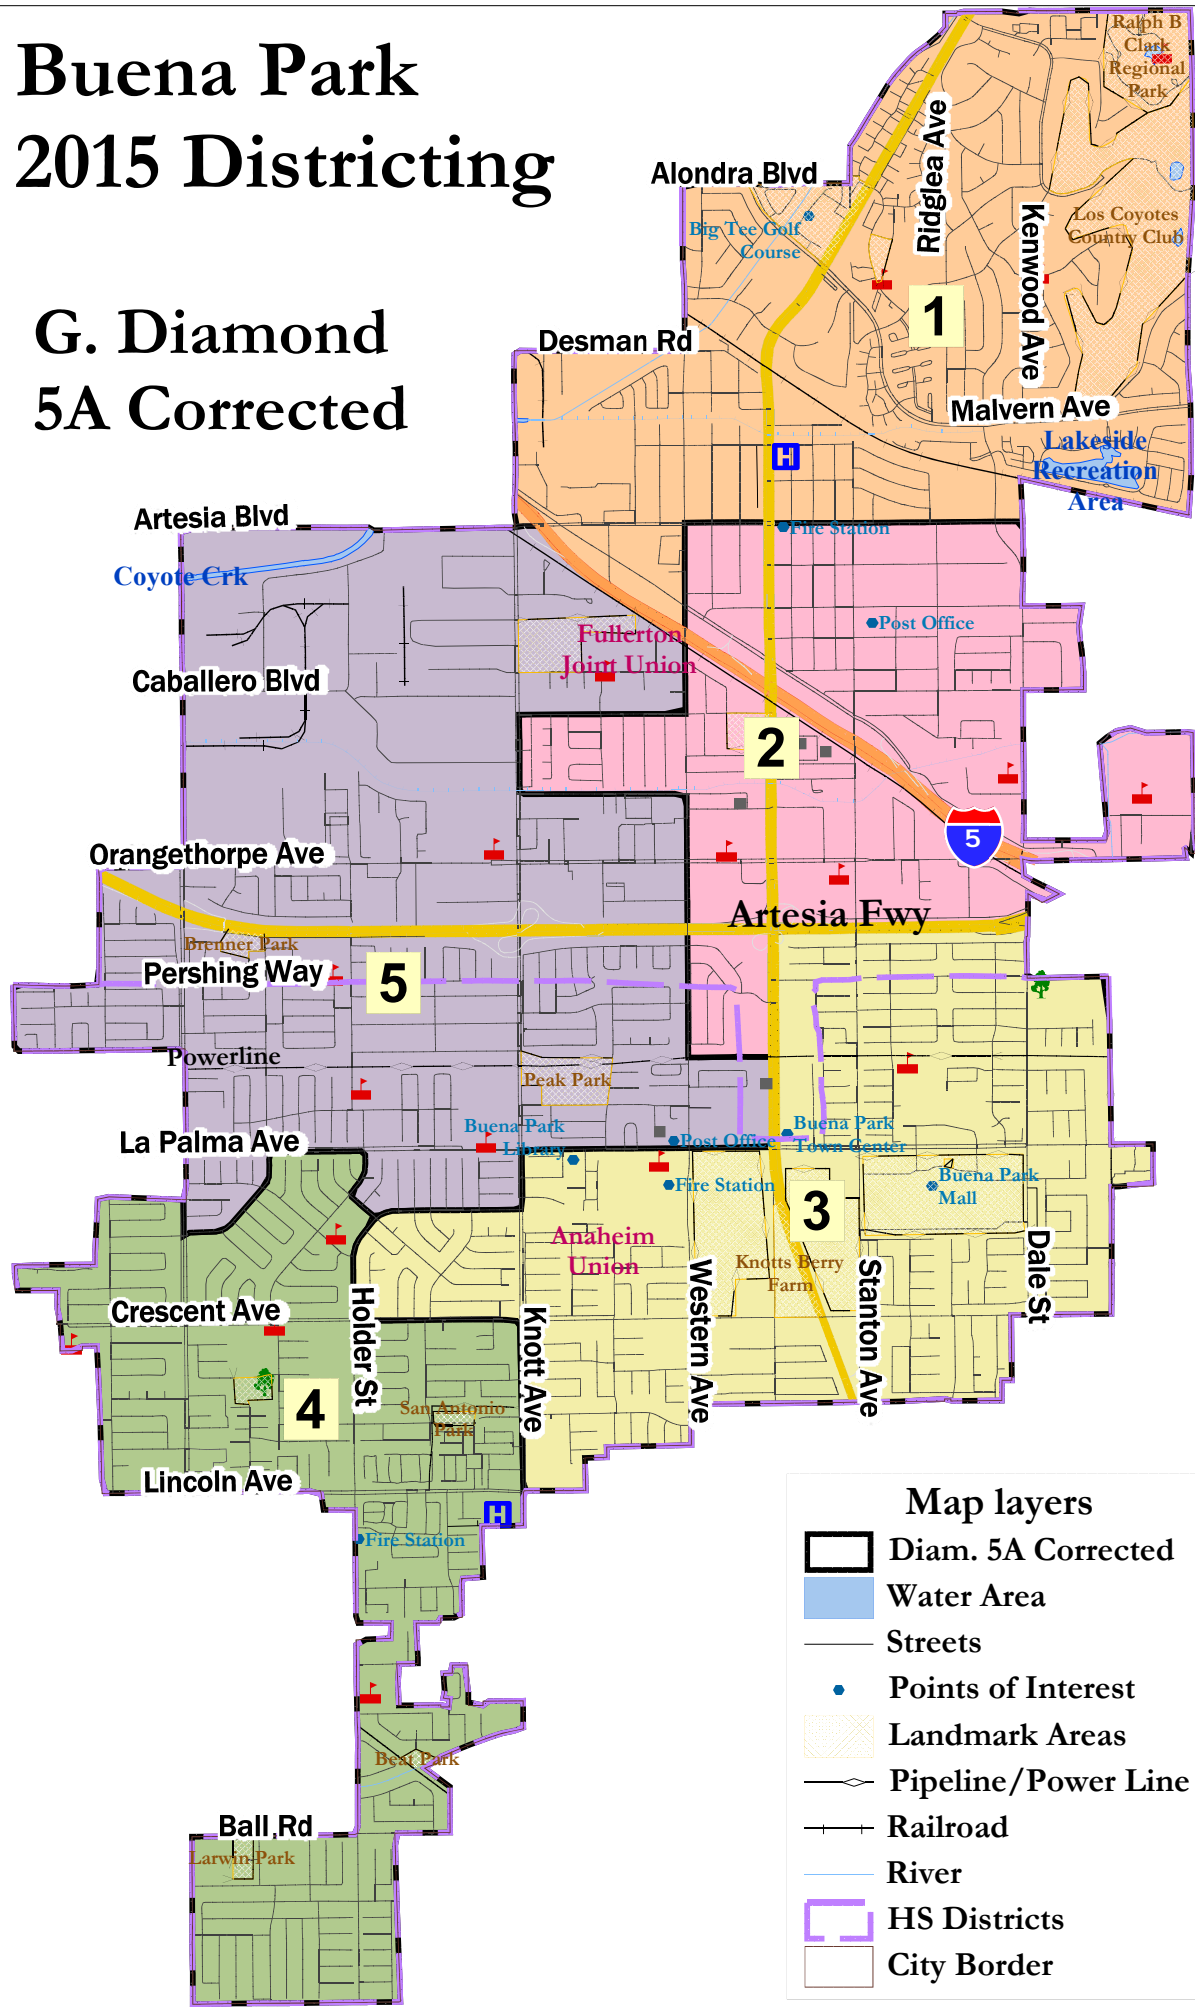 Buena Park
2015 Districting
G. Diamond
5A Corrected
Ralph B
Clark
Regional
Park
Ridglea Ave
Alondra Blvd
Kenwood Ave
Los Coyotes
Country Club
Big Tee Golf
Course
1
Desman Rd
Malvern Ave
Lakeside
Recreation
Area
H
Artesia Blvd
Fire Station
Coyote Crk
Post Office
Fullerton
Joint Union
Caballero Blvd
2
5
Orangethorpe Ave
Artesia Fwy
Brenner Park
Pershing Way
5
Powerline
Peak Park
La Palma Ave
Buena Park
Library
Post Office
Buena Park
Town Center
Fire Station
Buena Park
Mall
3
Anaheim
Union
Knotts Berry
Farm
Western Ave
Stanton Ave
Dale St
Crescent Ave
Holder St
Knott Ave
4
San Antonio
Park
Lincoln Ave
H
Fire Station
Beat Park
Ball Rd
Larwin Park
Map layers
Diam. 5A Corrected
Water Area
Streets
Points of Interest
Landmark Areas
Pipeline/Power Line
Railroad
River
HS Districts
City Border